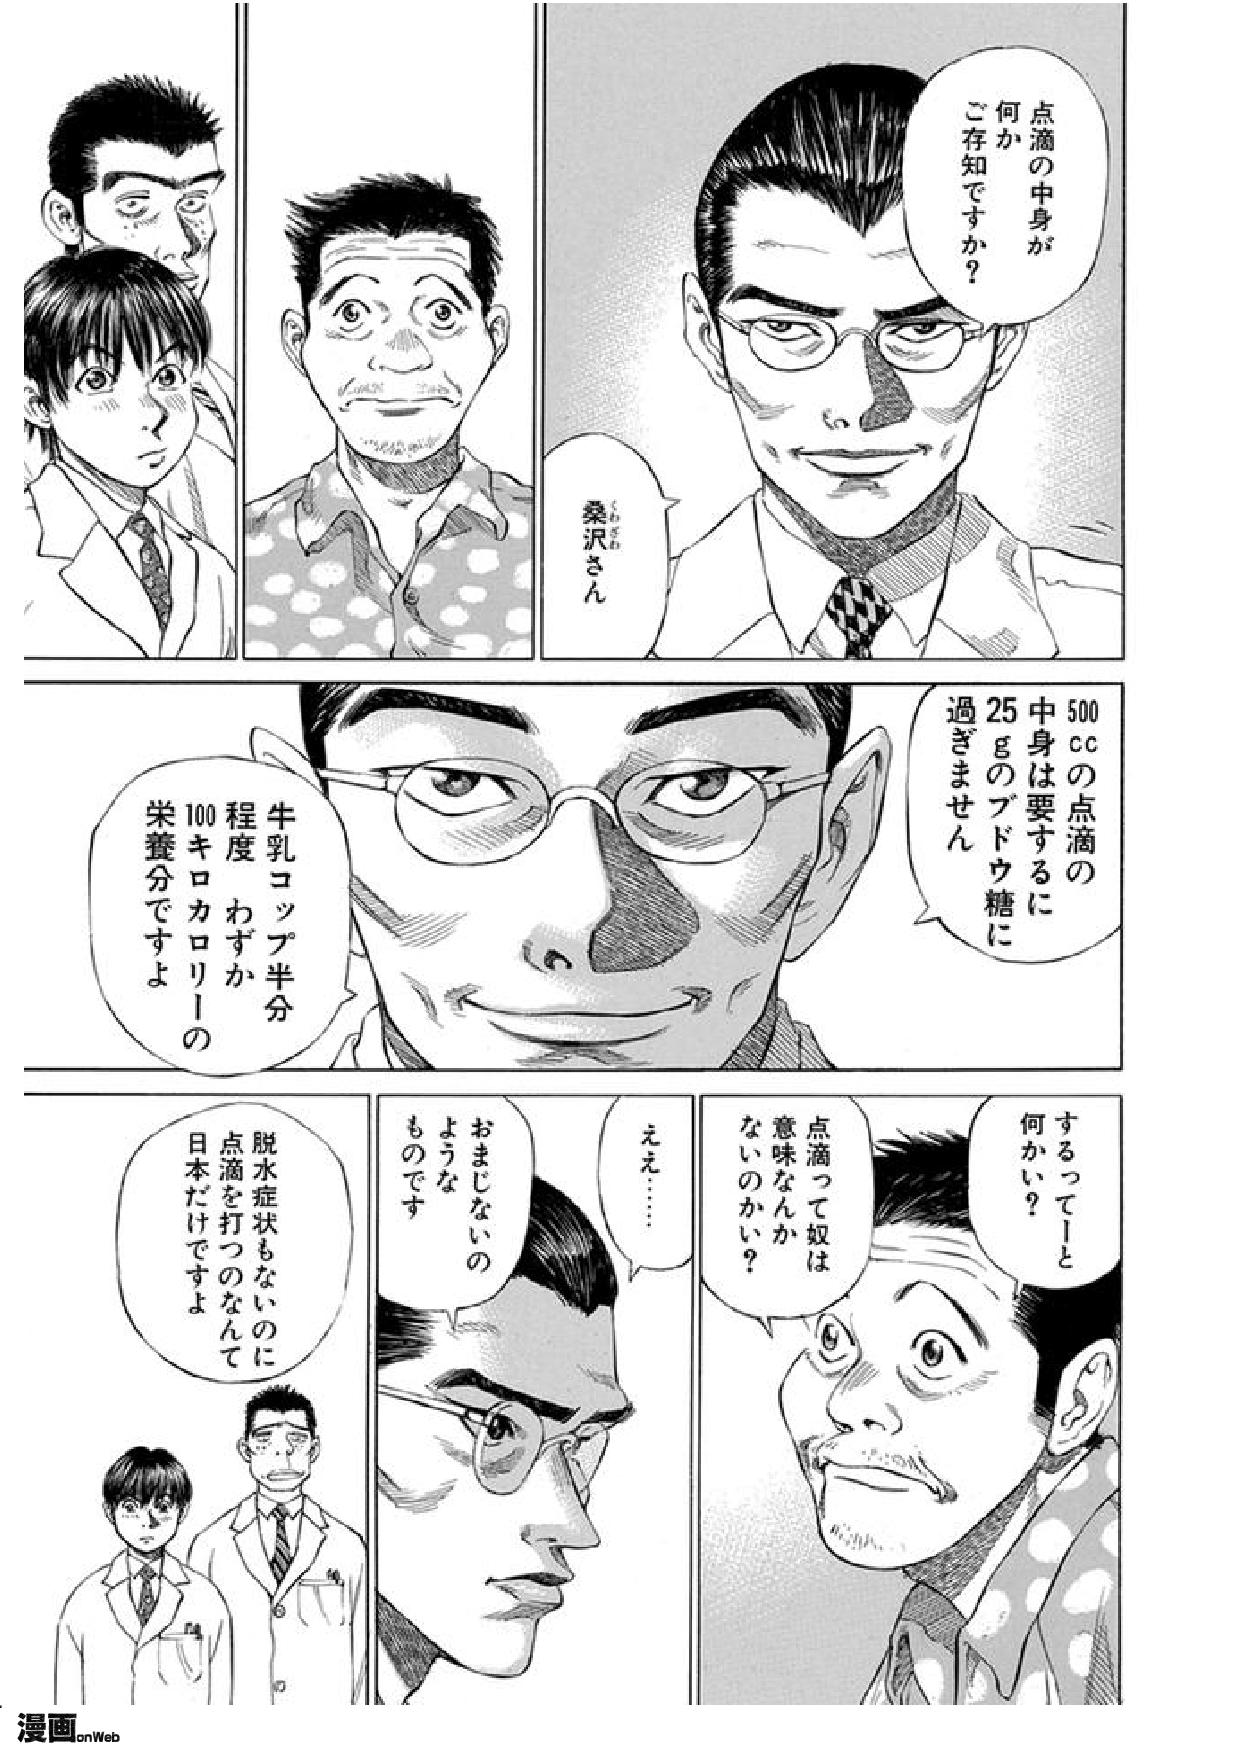 点滴の中身が
何か
ご存知ですか?
桑沢さん
くわざわ
500ccの点滴の
中身は要するに
25gのブドウ糖に
過ぎません
牛乳コップ半分
程度 わずか
100キロカロリーの
栄養分ですよ
するってーと
何かい?
点滴って奴は
意味なんか
ないのかい?
ええ……
おまじないの
ような
ものです
脱水症状もないのに
点滴を打つのなんて
日本だけですよ
漫画onWeb